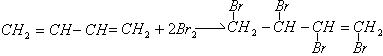 Br Br
CH₂ = CH − CH = CH₂ + 2Br₂ ⟶ CH₂ − CH − CH = CH₂
Br Br